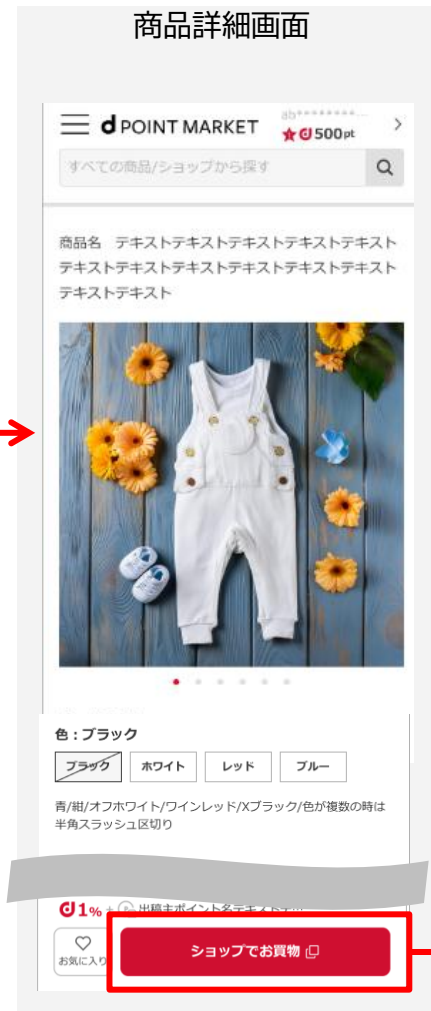 商品詳細画面
d POINT MARKET
ab********...
500pt
すべての商品/ショップから探す
商品名 テキストテキストテキストテキストテキスト
テキストテキストテキストテキストテキストテキスト
テキストテキスト
色：ブラック
ブラック
ホワイト
レッド
ブルー
青/紺/オフホワイト/ワインレッド/Xブラック/色が複数の時は
半角スラッシュ区切り
d1% +
お気に入り
ショップでお買物